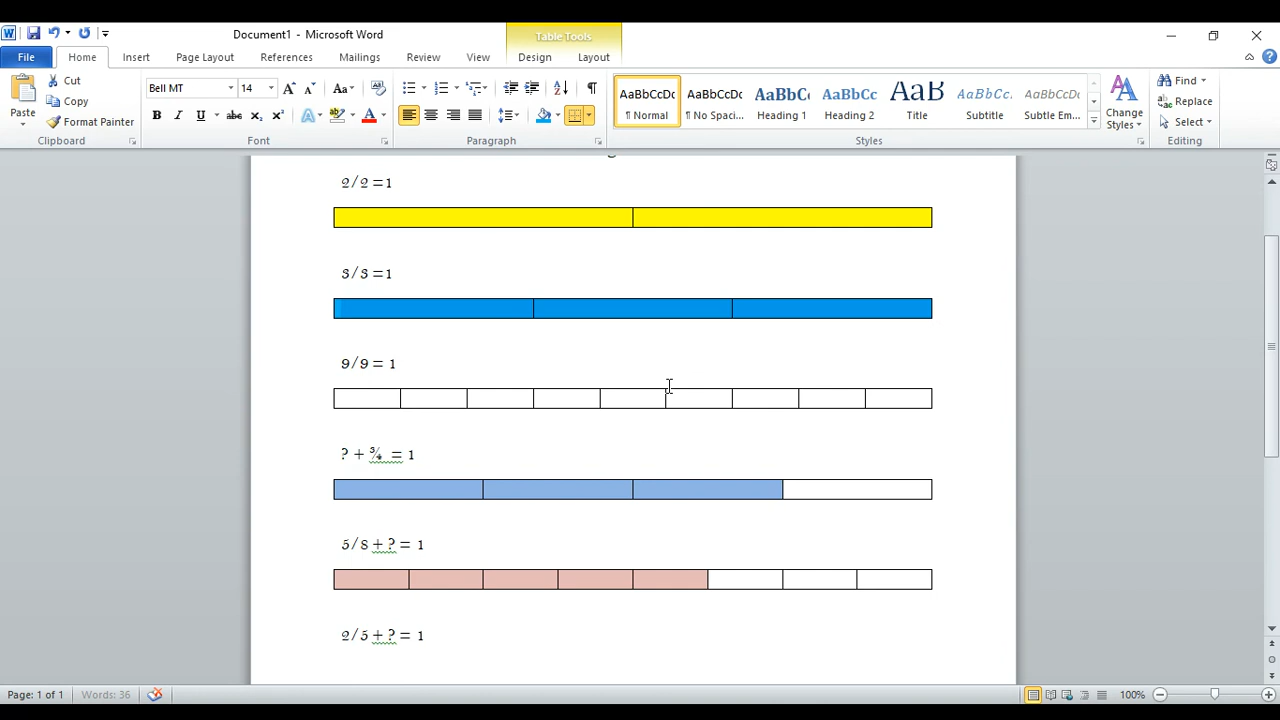 Document1 - Microsoft Word
Table Tools
File Home Insert Page Layout References Mailings Review View Design Layout
Paste
Cut
Copy
Format Painter
Clipboard
Bell MT 14
Font
Paragraph
AaBbCcDc AaBbCcDc AaBbC AaBbCc AaB AaBbCc. AaBbCcDc
¶ Normal ¶ No Spaci... Heading 1 Heading 2 Title Subtitle Subtle Em...
Change Styles
Styles
Find
Replace
Select
Editing
2/2 =1
3/3 =1
9/9 = 1
? + ¾ = 1
5/8 + ? = 1
2/5 + ? = 1
Page: 1 of 1 Words: 36 100%